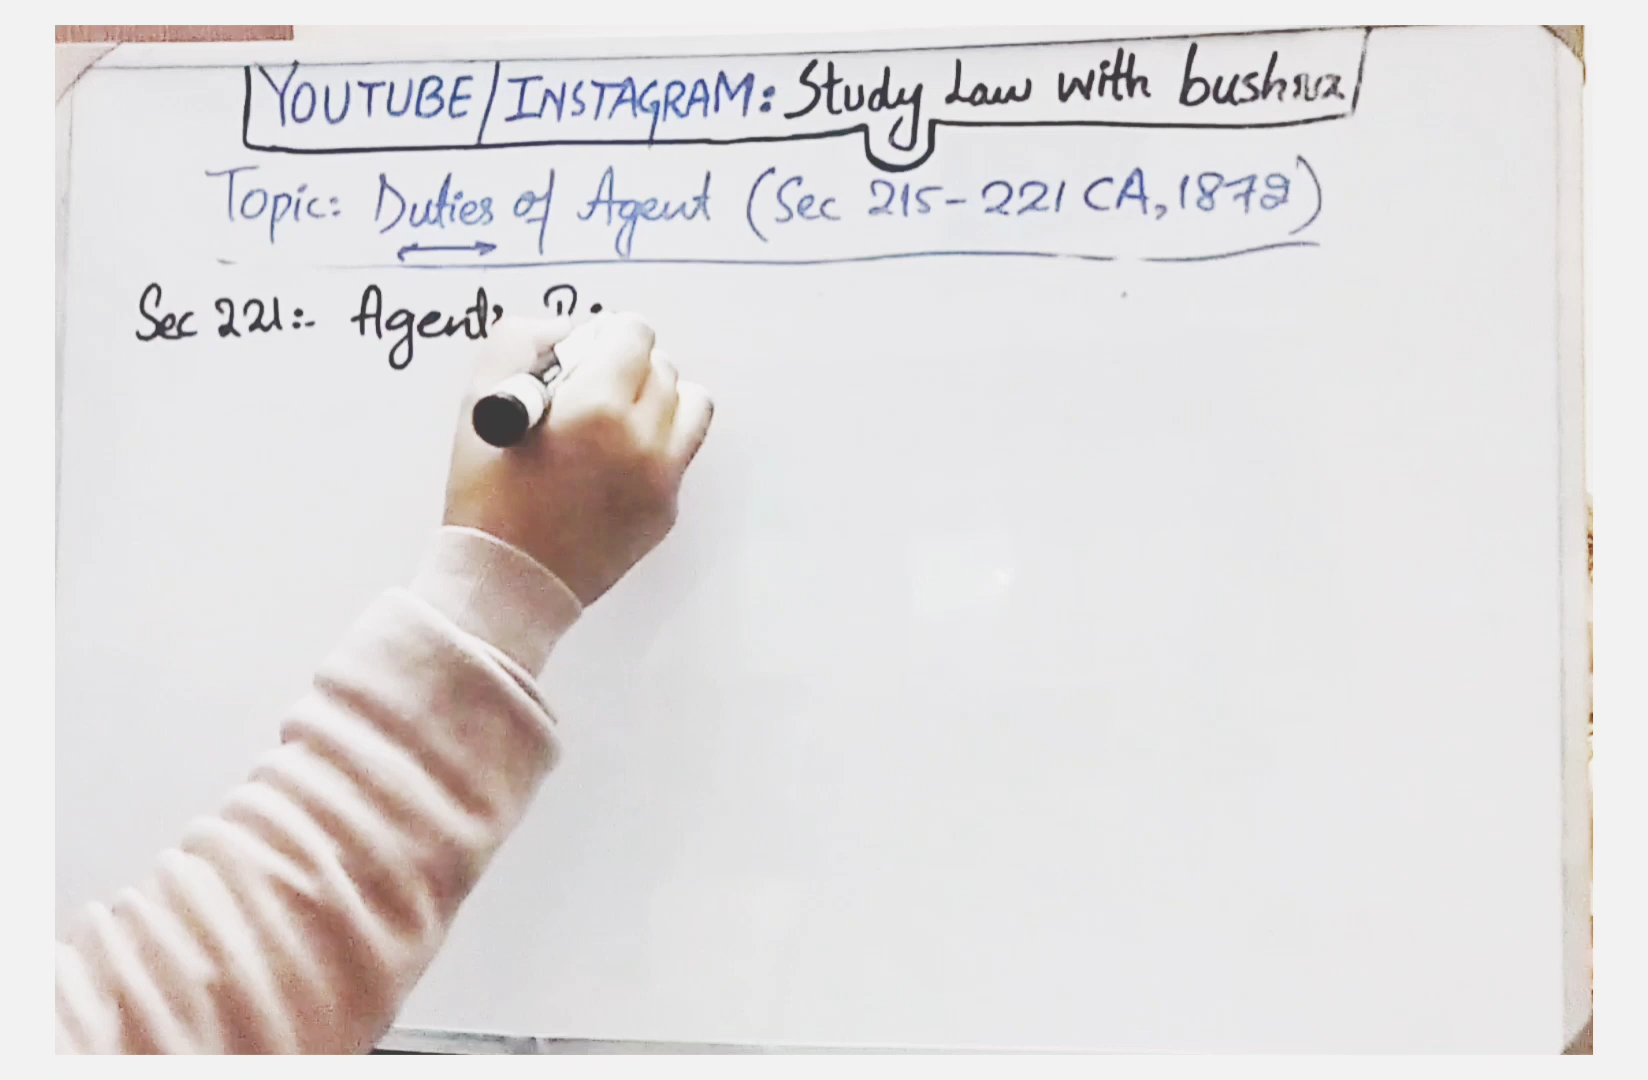 YOUTUBE/INSTAGRAM: Study Law with bushra
Topic: Duties of Agent (Sec 215-221 CA, 1872)
Sec 221:- Agent's